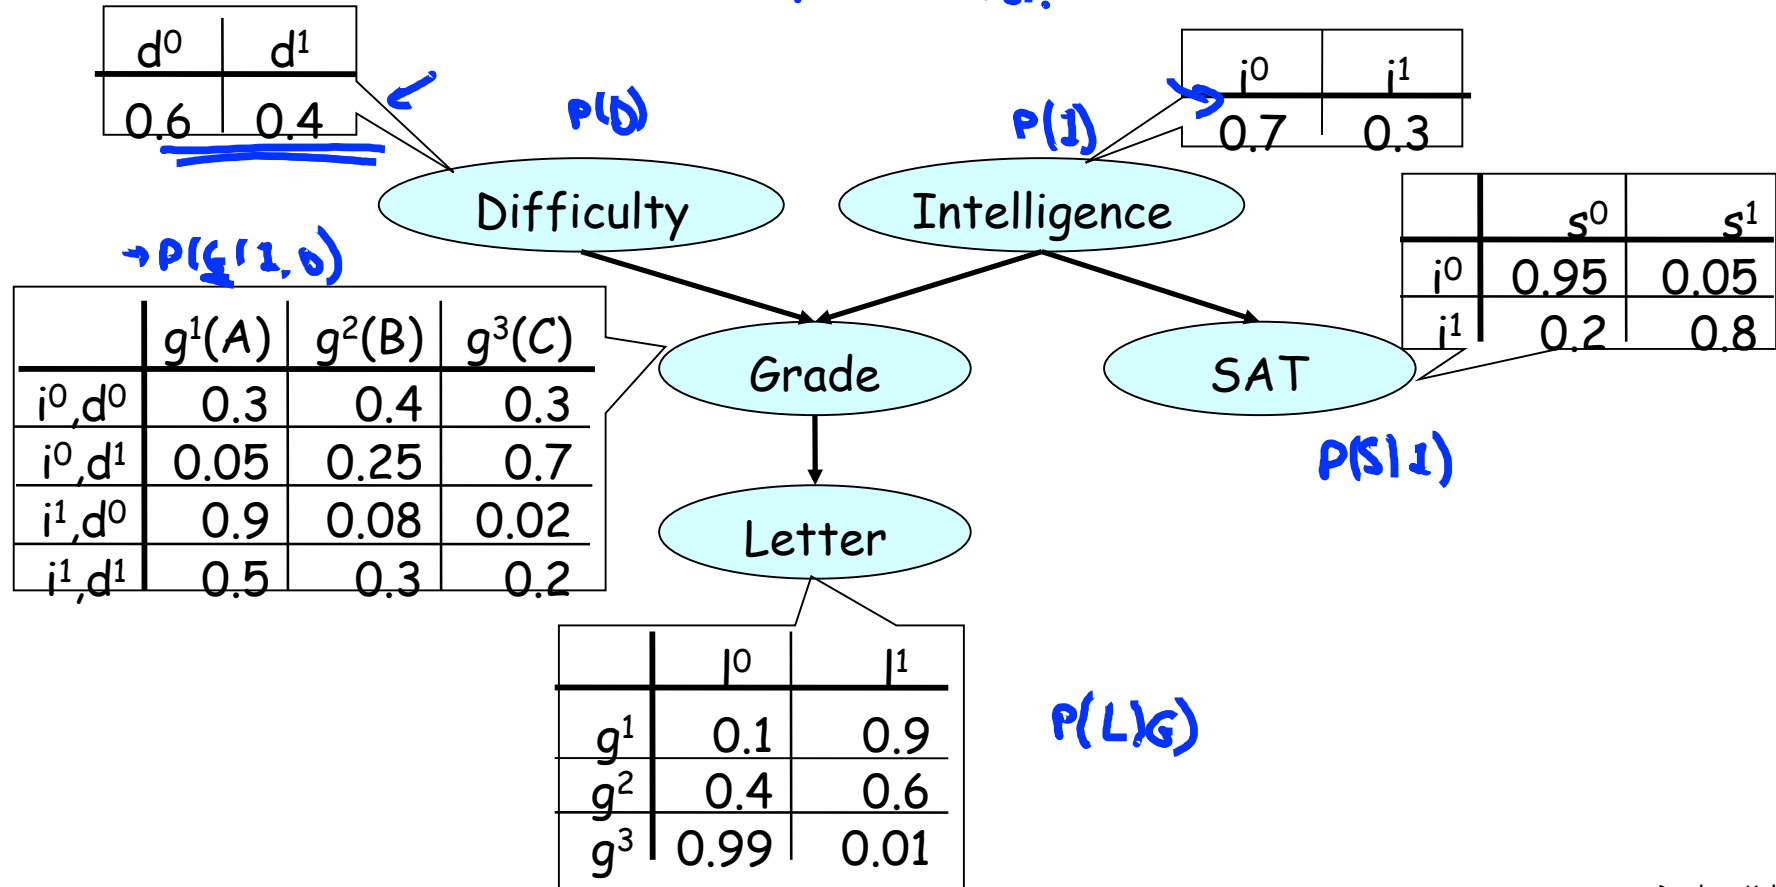 d⁰ d¹
0.6 0.4
P(D)
P(I)
i⁰ i¹
0.7 0.3
Difficulty
Intelligence
s⁰ s¹
i⁰ 0.95 0.05
i¹ 0.2 0.8
→P(G|I,D)
g¹(A) g²(B) g³(C)
i⁰,d⁰ 0.3 0.4 0.3
i⁰,d¹ 0.05 0.25 0.7
i¹,d⁰ 0.9 0.08 0.02
i¹,d¹ 0.5 0.3 0.2
Grade
SAT
P(S|I)
Letter
l⁰ l¹
g¹ 0.1 0.9
g² 0.4 0.6
g³ 0.99 0.01
P(L|G)